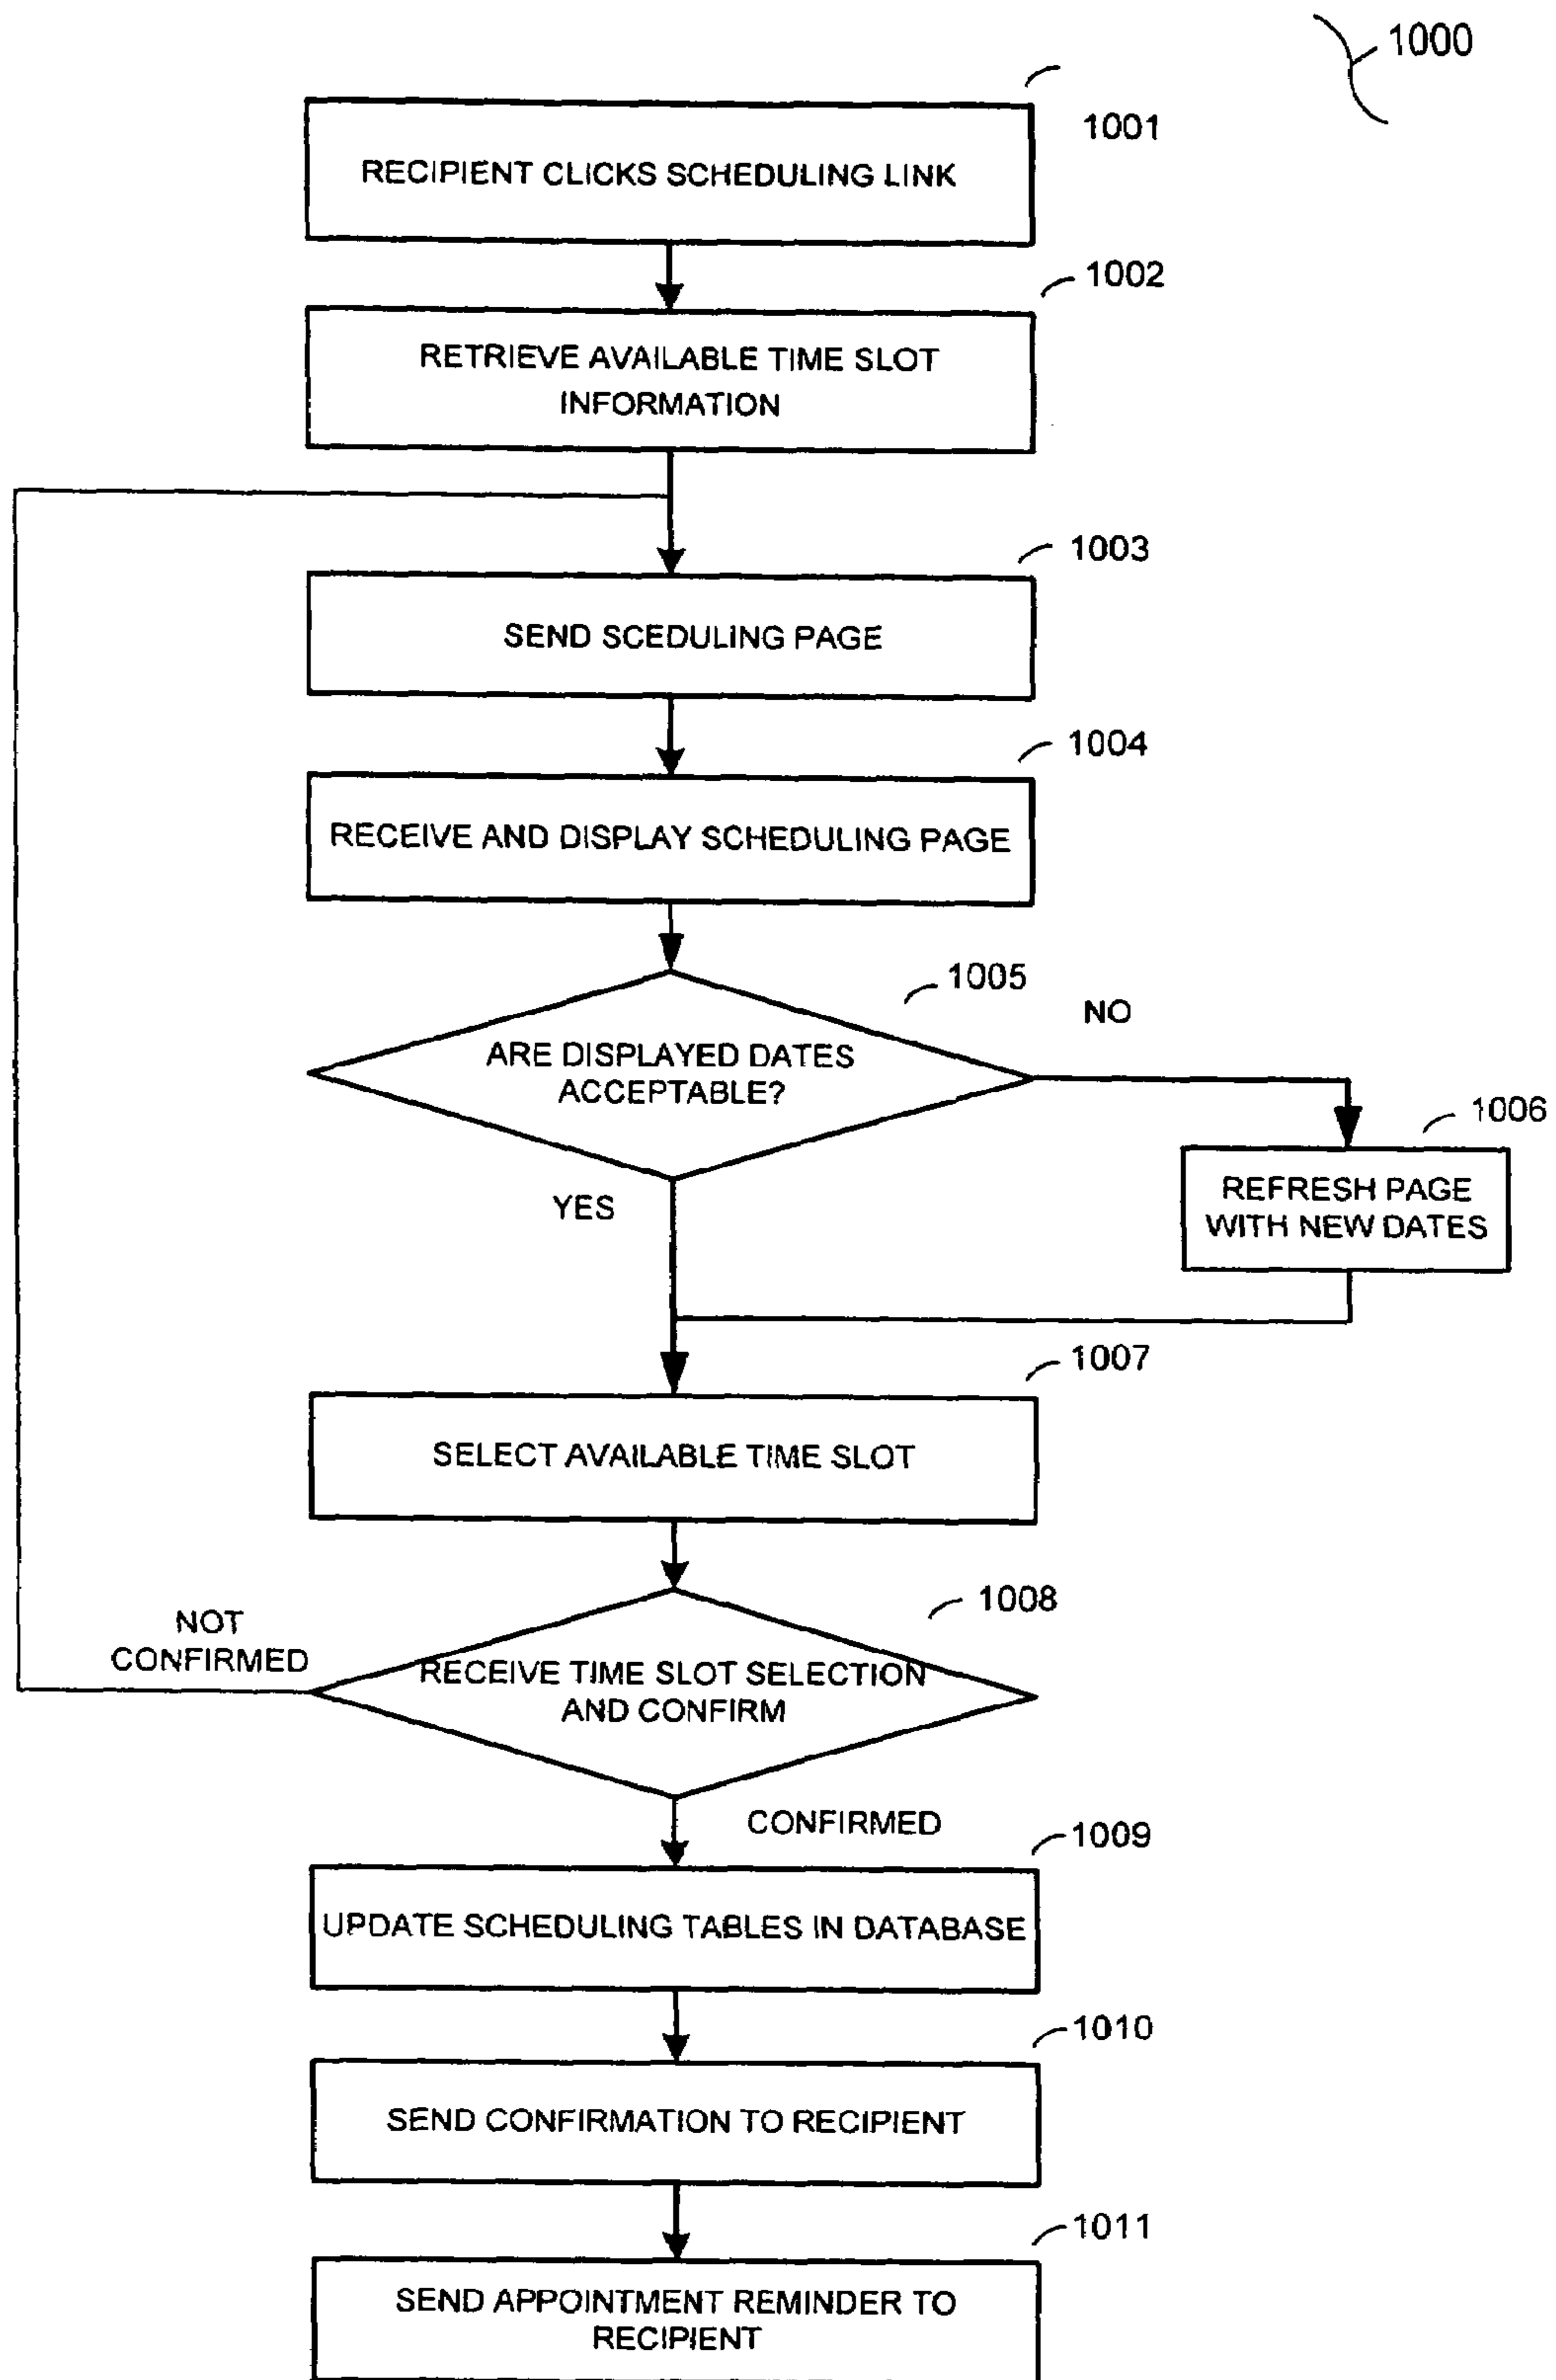 1000
1001
RECIPIENT CLICKS SCHEDULING LINK
1002
RETRIEVE AVAILABLE TIME SLOT
INFORMATION
1003
SEND SCEDULING PAGE
1004
RECEIVE AND DISPLAY SCHEDULING PAGE
1005
NO
ARE DISPLAYED DATES
ACCEPTABLE?
1006
REFRESH PAGE
WITH NEW DATES
YES
1007
SELECT AVAILABLE TIME SLOT
1008
NOT
CONFIRMED
RECEIVE TIME SLOT SELECTION
AND CONFIRM
CONFIRMED
1009
UPDATE SCHEDULING TABLES IN DATABASE
1010
SEND CONFIRMATION TO RECIPIENT
1011
SEND APPOINTMENT REMINDER TO
RECIPIENT